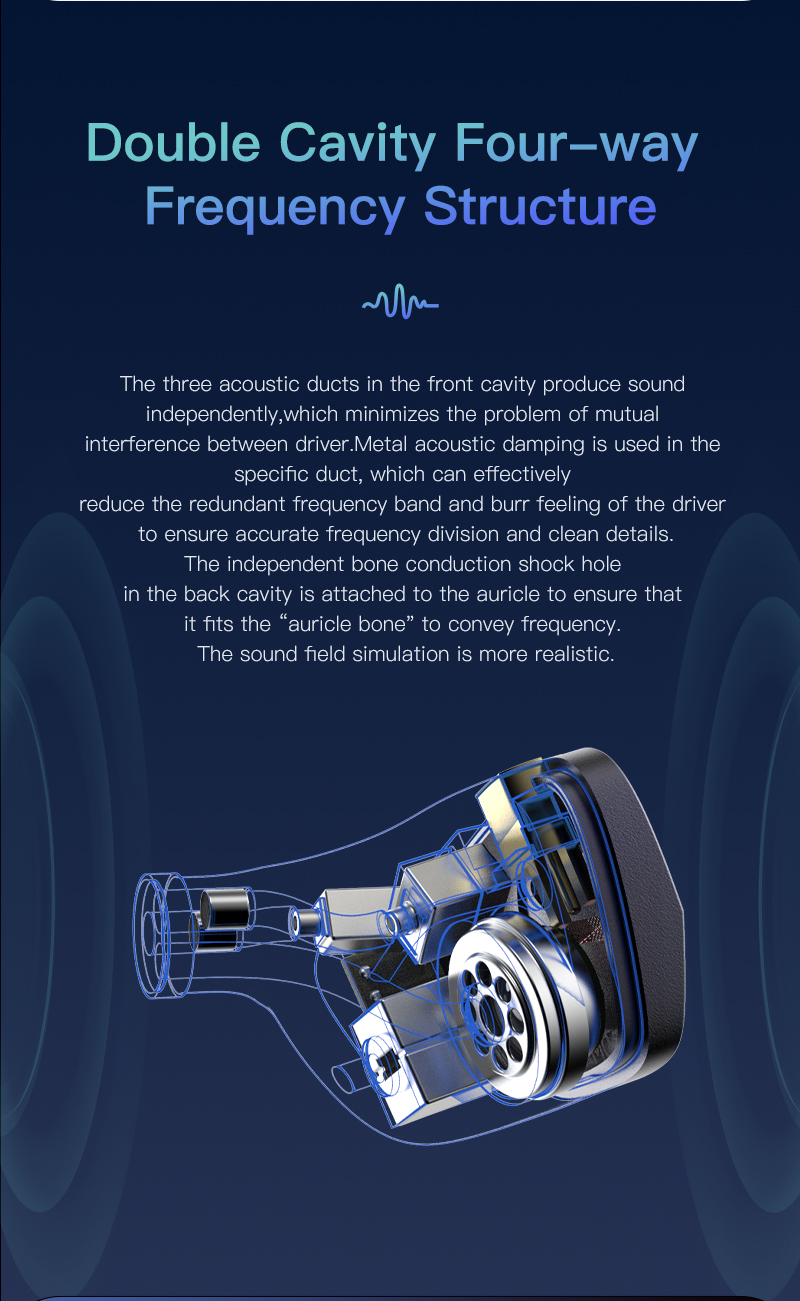 Double Cavity Four-way
Frequency Structure
The three acoustic ducts in the front cavity produce sound
independently,which minimizes the problem of mutual
interference between driver.Metal acoustic damping is used in the
specific duct, which can effectively
reduce the redundant frequency band and burr feeling of the driver
to ensure accurate frequency division and clean details.
The independent bone conduction shock hole
in the back cavity is attached to the auricle to ensure that
it fits the “auricle bone” to convey frequency.
The sound field simulation is more realistic.